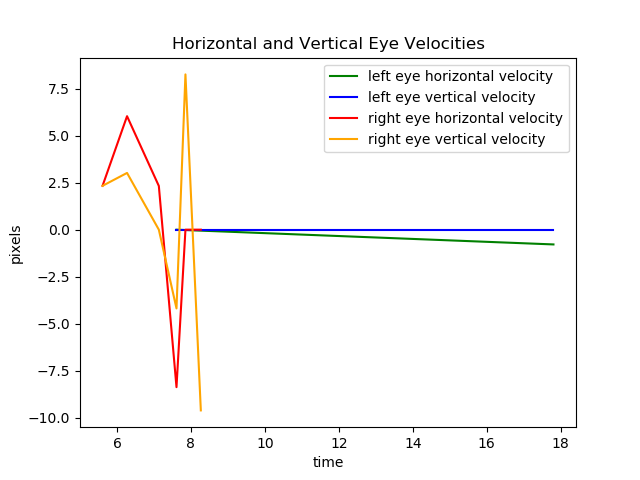 Horizontal and Vertical Eye Velocities
left eye horizontal velocity
left eye vertical velocity
right eye horizontal velocity
right eye vertical velocity
pixels
7.5
5.0
2.5
0.0
−2.5
−5.0
−7.5
−10.0
6 8 10 12 14 16 18
time